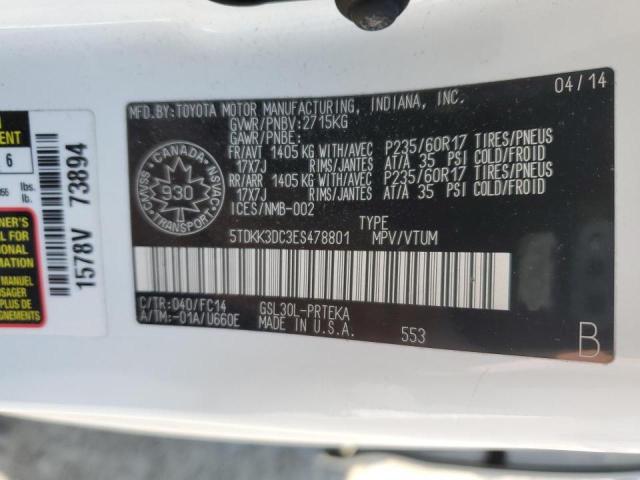 04/14
MFD.BY:TOYOTA MOTOR MANUFACTURING, INDIANA, INC.
GVWR/PNBV:2715KG
GAWR/PNBE:
FR/AVT 1405 KG WITH/AVEC P235/60R17 TIRES/PNEUS
17X7J RIMS/JANTES AT/A 35 PSI COLD/FROID
RR/ARR 1405 KG WITH/AVEC P235/60R17 TIRES/PNEUS
17X7J RIMS/JANTES AT/A 35 PSI COLD/FROID
ICES/NMB-002
TYPE
5TDKK3DC3ES478801 MPV/VTUM
C/TR:040/FC14 GSL30L-PRTEKA
A/TM:-01A/U660E MADE IN U.S.A.
553
B
CANADA
930
TRANSPORT
1578V 73894
6
lbs.
lb.
MANUEL